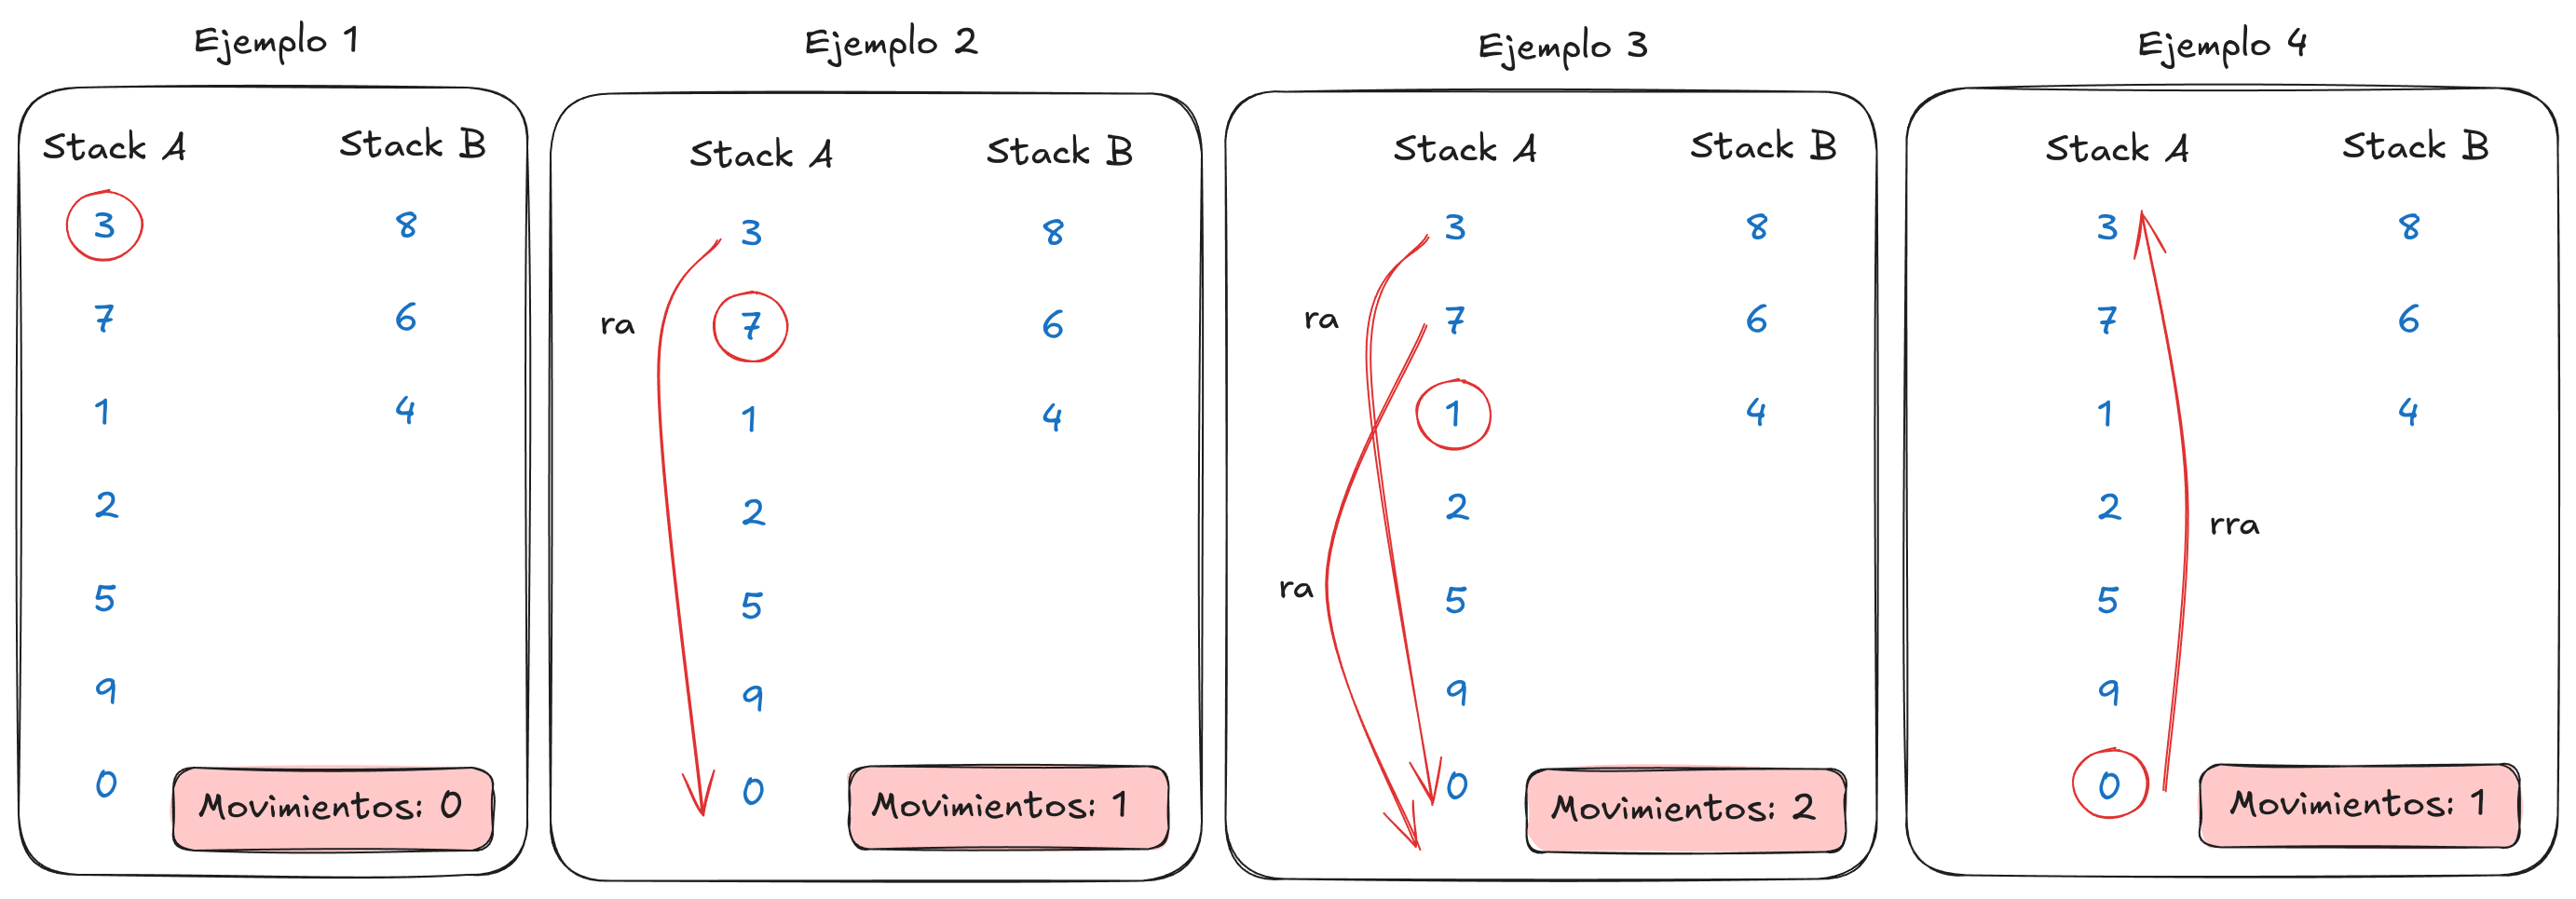 Ejemplo 1
Stack A Stack B
3 8
7 6
1 4
2
5
9
0
Movimientos: 0
Ejemplo 2
Stack A Stack B
3 8
ra
7 6
1 4
2
5
9
0
Movimientos: 1
Ejemplo 3
Stack A Stack B
3 8
ra
7 6
1 4
2
ra
5
9
0
Movimientos: 2
Ejemplo 4
Stack A Stack B
3 8
7 6
1 4
2
rra
5
9
0
Movimientos: 1